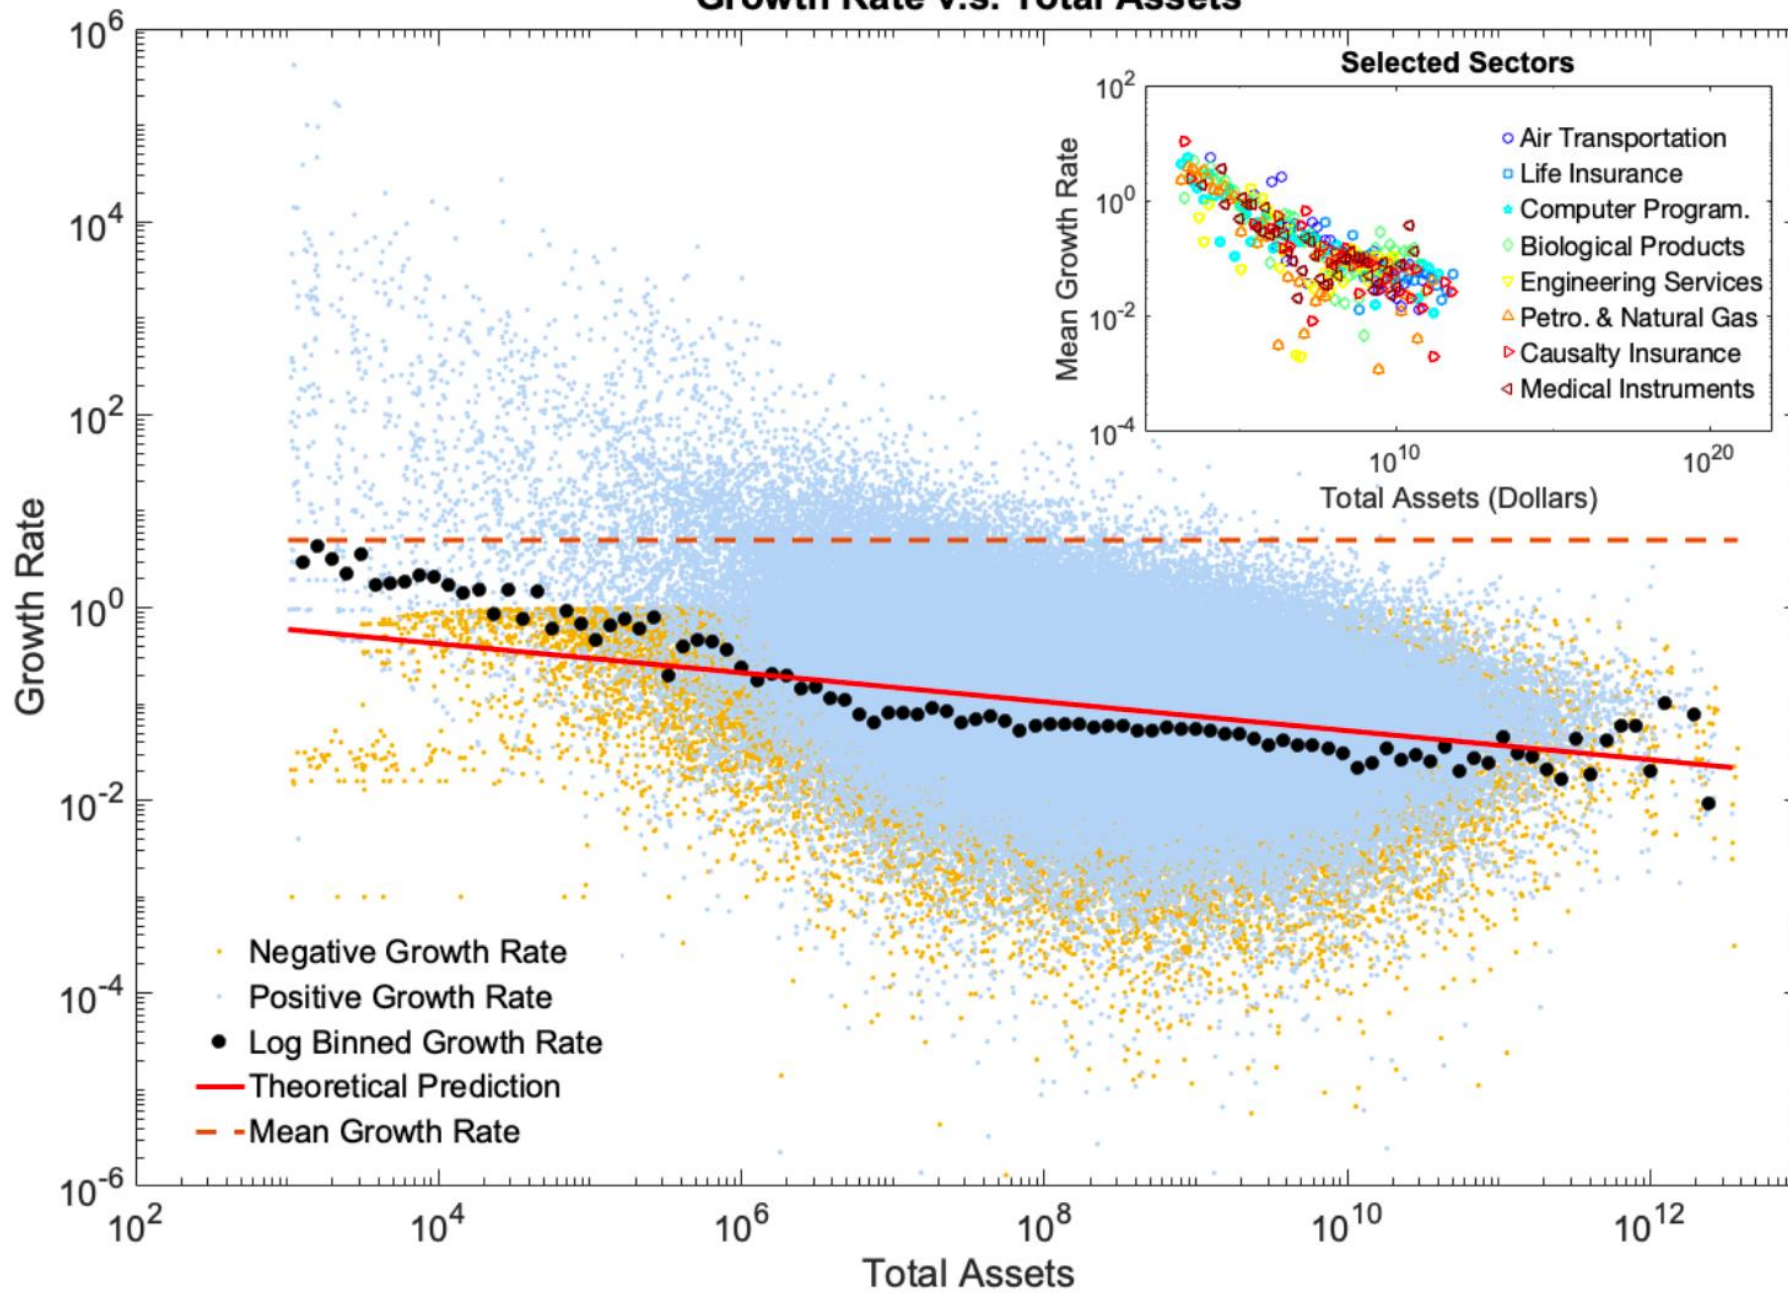 Growth Rate v.s. Total Assets
10^6
10^4
10^2
10^0
10^-2
10^-4
10^-6
Growth Rate
10^2
10^4
10^6
10^8
10^10
10^12
Total Assets
Negative Growth Rate
Positive Growth Rate
Log Binned Growth Rate
Theoretical Prediction
Mean Growth Rate
Selected Sectors
10^2
10^0
10^-2
10^-4
Mean Growth Rate
10^10
10^20
Total Assets (Dollars)
Air Transportation
Life Insurance
Computer Program.
Biological Products
Engineering Services
Petro. & Natural Gas
Causalty Insurance
Medical Instruments